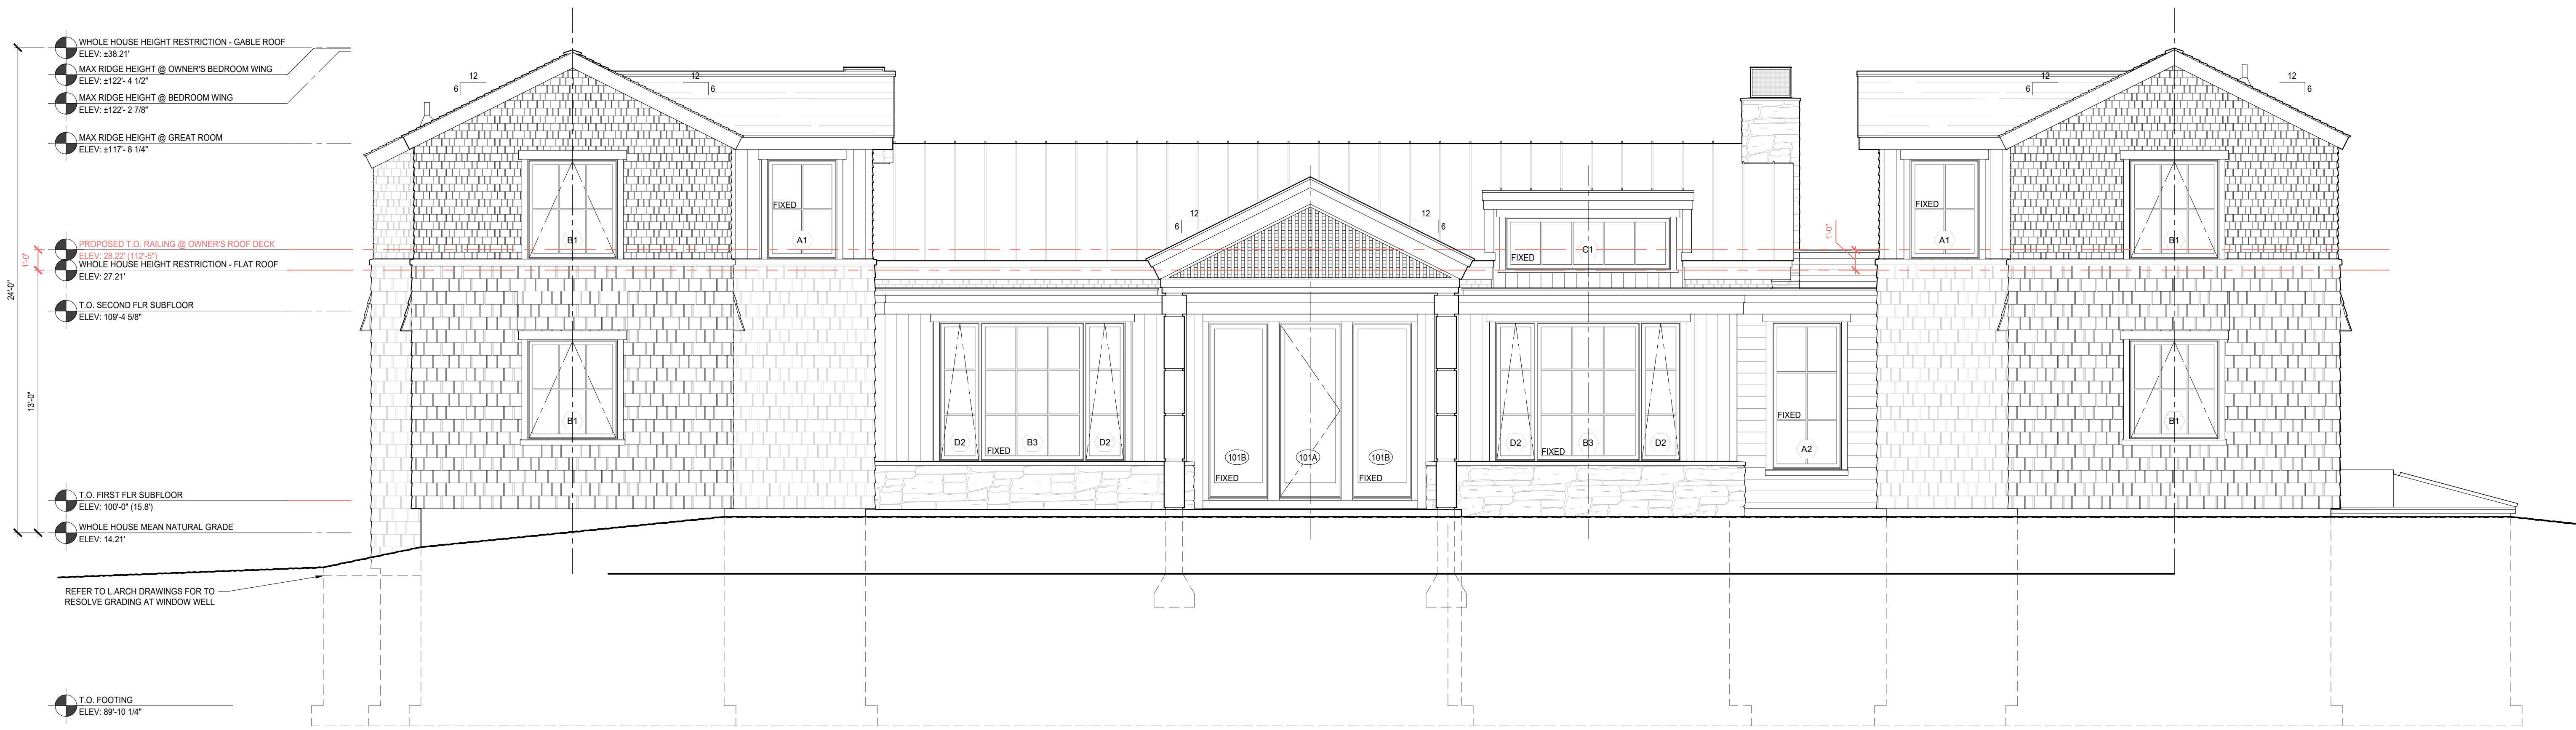 WHOLE HOUSE HEIGHT RESTRICTION - GABLE ROOF
ELEV: ±38.21'
MAX RIDGE HEIGHT @ OWNER'S BEDROOM WING
ELEV: ±122'- 4 1/2"
MAX RIDGE HEIGHT @ BEDROOM WING
ELEV: ±122'- 2 7/8"
MAX RIDGE HEIGHT @ GREAT ROOM
ELEV: ±117'- 8 1/4"
PROPOSED T.O. RAILING @ OWNER'S ROOF DECK
ELEV: 28.22' (112'-5")
WHOLE HOUSE HEIGHT RESTRICTION - FLAT ROOF
ELEV: 27.21'
T.O. SECOND FLR SUBFLOOR
ELEV: 109'-4 5/8"
T.O. FIRST FLR SUBFLOOR
ELEV: 100'-0" (15.8')
WHOLE HOUSE MEAN NATURAL GRADE
ELEV: 14.21'
REFER TO L.ARCH DRAWINGS FOR TO
RESOLVE GRADING AT WINDOW WELL
T.O. FOOTING
ELEV: 89'-10 1/4"
24'-0"
1'-0"
13'-0"
12
6
12
6
12
6
12
6
12
6
12
6
1'-0"
B1
FIXED
A1
FIXED
C1
FIXED
A1
B1
B1
D2
FIXED
B3
D2
101B
FIXED
101A
101B
FIXED
D2
FIXED
B3
D2
FIXED
A2
B1